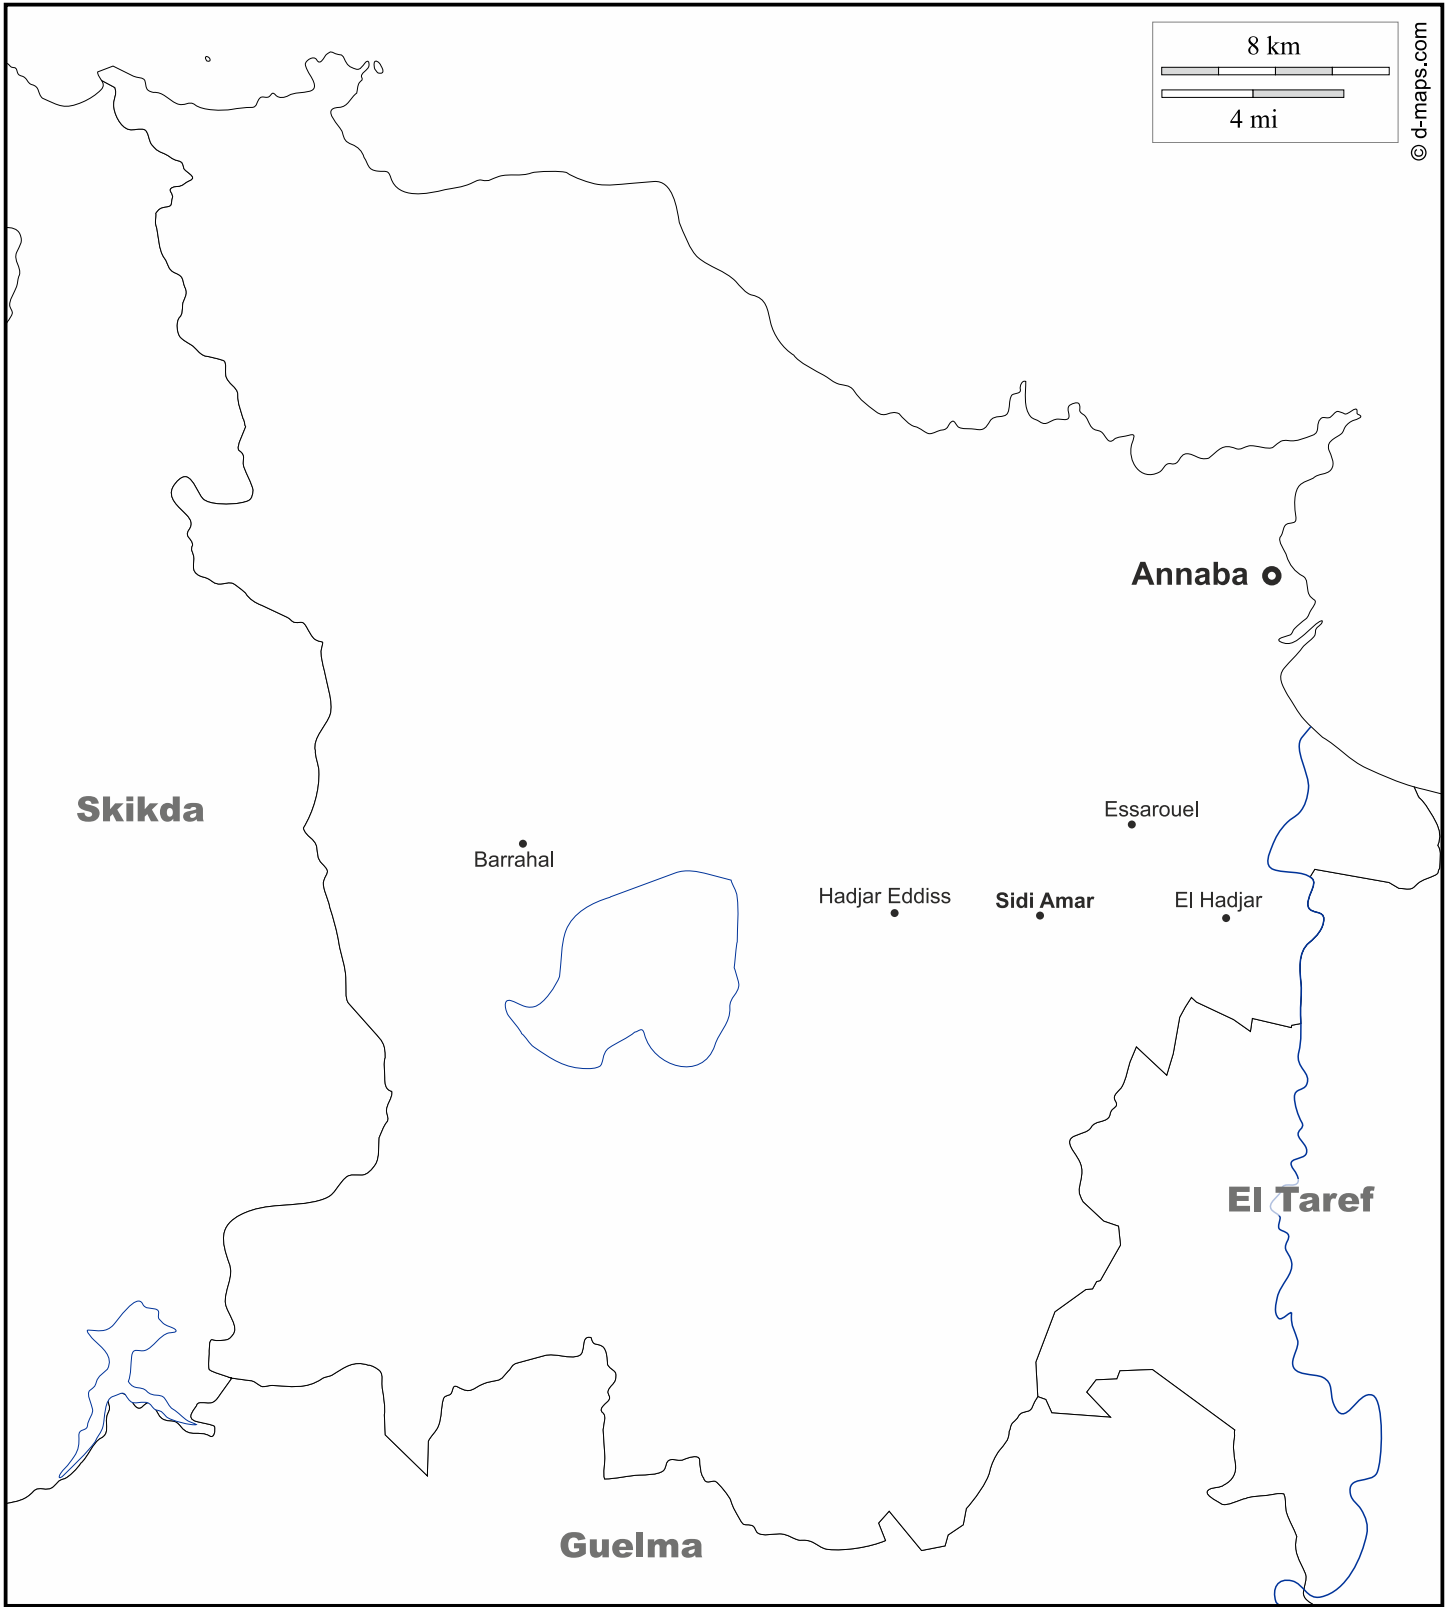 8 km
4 mi
© d-maps.com
Annaba
Skikda
Essarouel
Barrahal
Hadjar Eddiss
Sidi Amar
El Hadjar
El Taref
Guelma